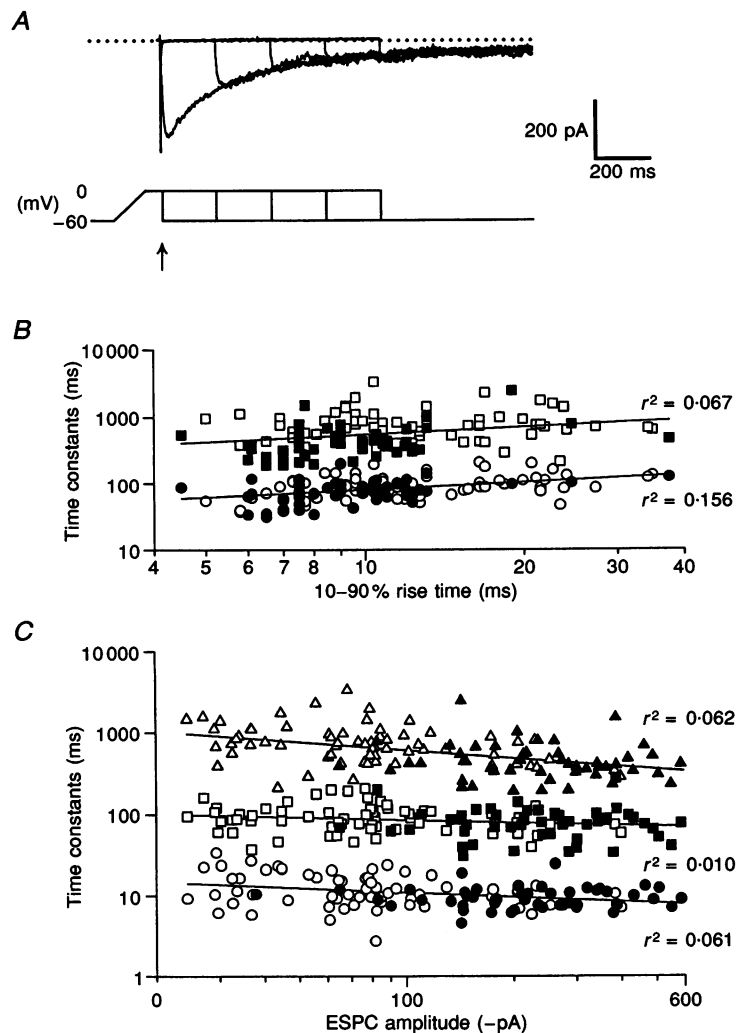 A
200 pA
200 ms
(mV)
0
−60
B
Time constants (ms)
10 000
1000
100
10
r² = 0·067
r² = 0·156
4
5
6
7
8
10
20
30
40
10–90% rise time (ms)
C
Time constants (ms)
10 000
1000
100
10
1
r² = 0·062
r² = 0·010
r² = 0·061
0
100
600
ESPC amplitude (−pA)